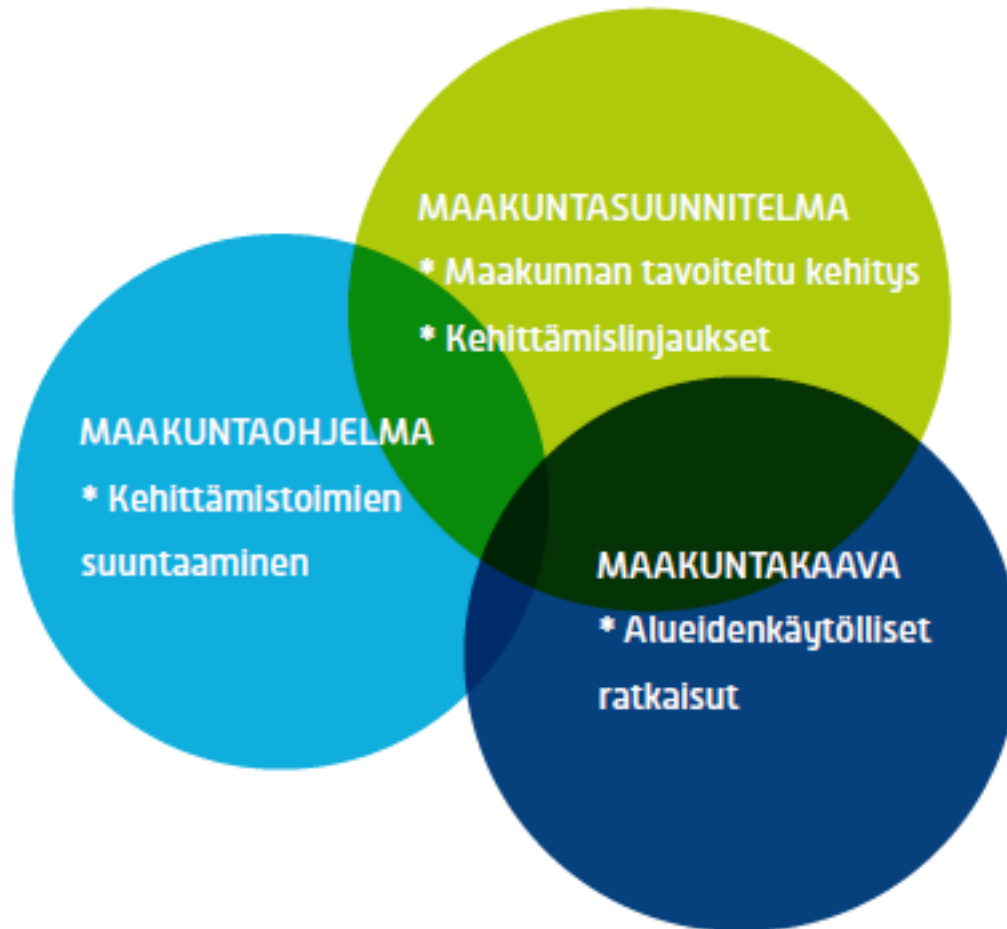 MAAKUNTASUUNNITELMA
* Maakunnan tavoiteltu kehitys
* Kehittämislinjaukset
MAAKUNTAOHJELMA
* Kehittämistoimien
suuntaaminen
MAAKUNTAKAAVA
* Alueidenkäytölliset
ratkaisut